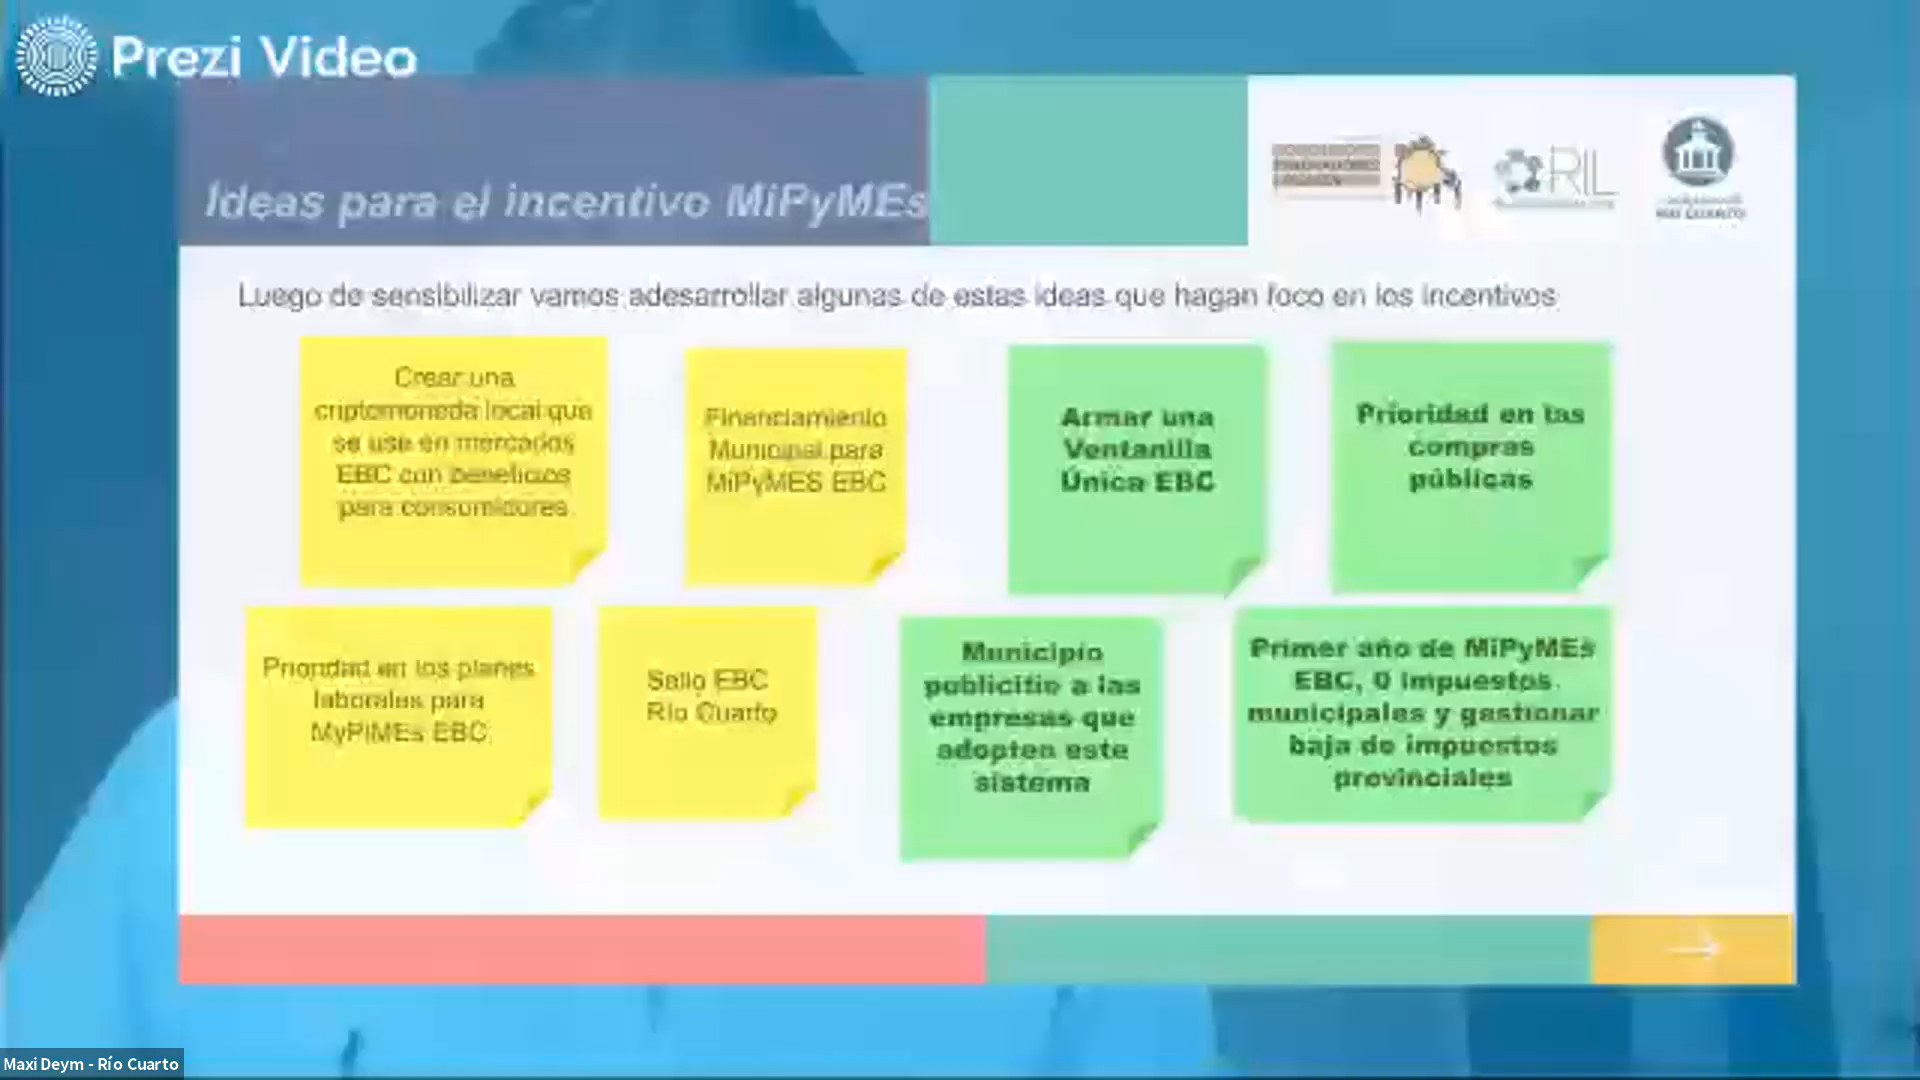 Prezi Video
Ideas para el incentivo MiPyMEs
RIL
RÍO CUARTO
Luego de sensibilizar vamos adesarrollar algunas de estas ideas que hagan foco en los incentivos
Crear una
criptomoneda local que
se use en mercados
EBC con beneficios
para consumidores
Financiamiento
Municipal para
MiPyMES EBC
Armar una
Ventanilla
Única EBC
Prioridad en las
compras
públicas
Prioridad en los planes
laborales para
MyPiMEs EBC
Sello EBC
Río Cuarto
Municipio
publicitio a las
empresas que
adopten este
sistema
Primer año de MiPyMEs
EBC, 0 impuestos
municipales y gestionar
baja de impuestos
provinciales
Maxi Deym - Río Cuarto